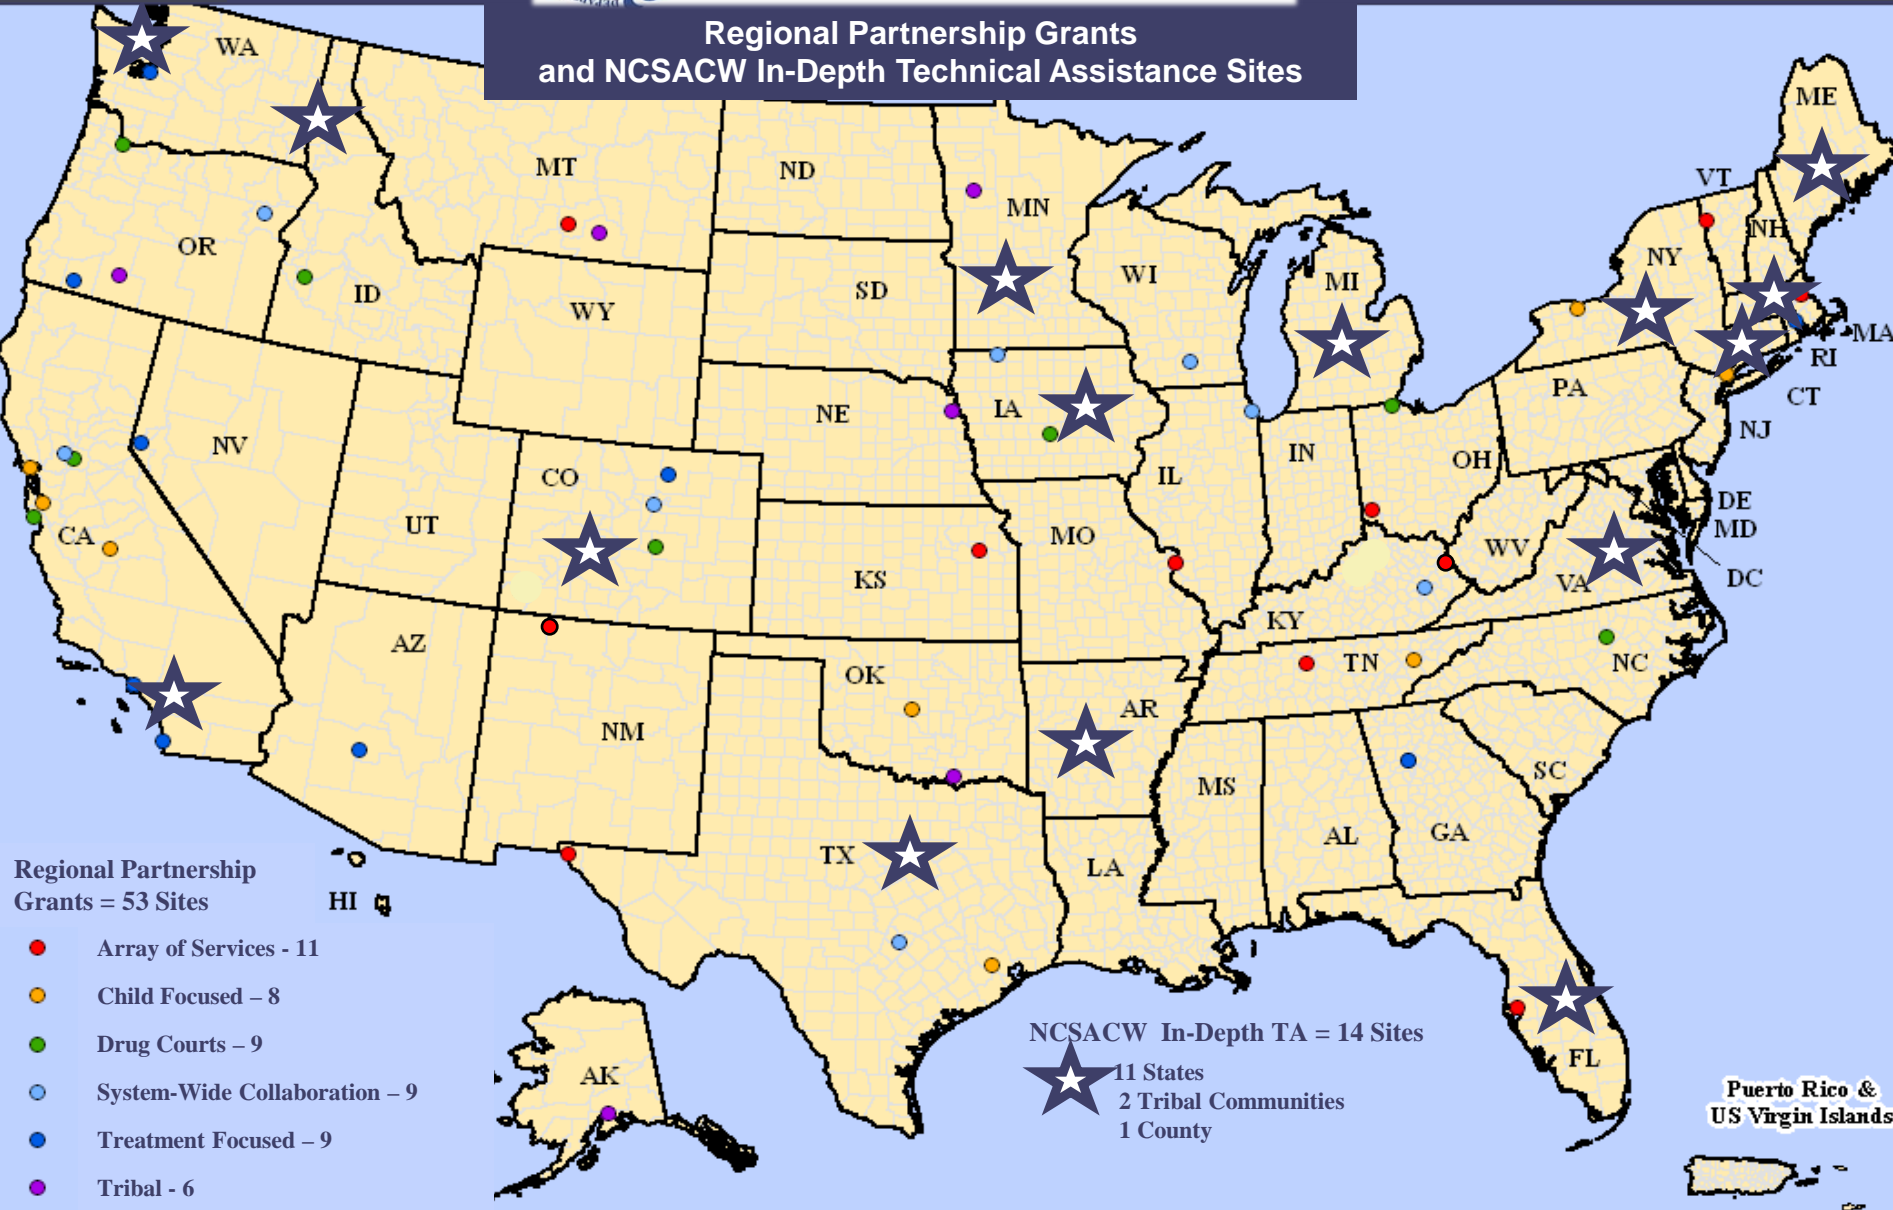 Regional Partnership Grants
and NCSACW In-Depth Technical Assistance Sites
WA
MT
ND
MN
ME
VT
NH
NY
OR
ID
WY
SD
WI
MI
MA
RI
CT
NJ
PA
NE
IA
NV
UT
CO
CA
KS
MO
IL
IN
OH
WV
DE
MD
DC
VA
KY
AZ
NM
OK
AR
TN
NC
SC
MS
AL
GA
TX
LA
FL
HI
AK
Regional Partnership
Grants = 53 Sites
Array of Services - 11
Child Focused – 8
Drug Courts – 9
System-Wide Collaboration – 9
Treatment Focused – 9
Tribal - 6
NCSACW In-Depth TA = 14 Sites
11 States
2 Tribal Communities
1 County
Puerto Rico &
US Virgin Islands